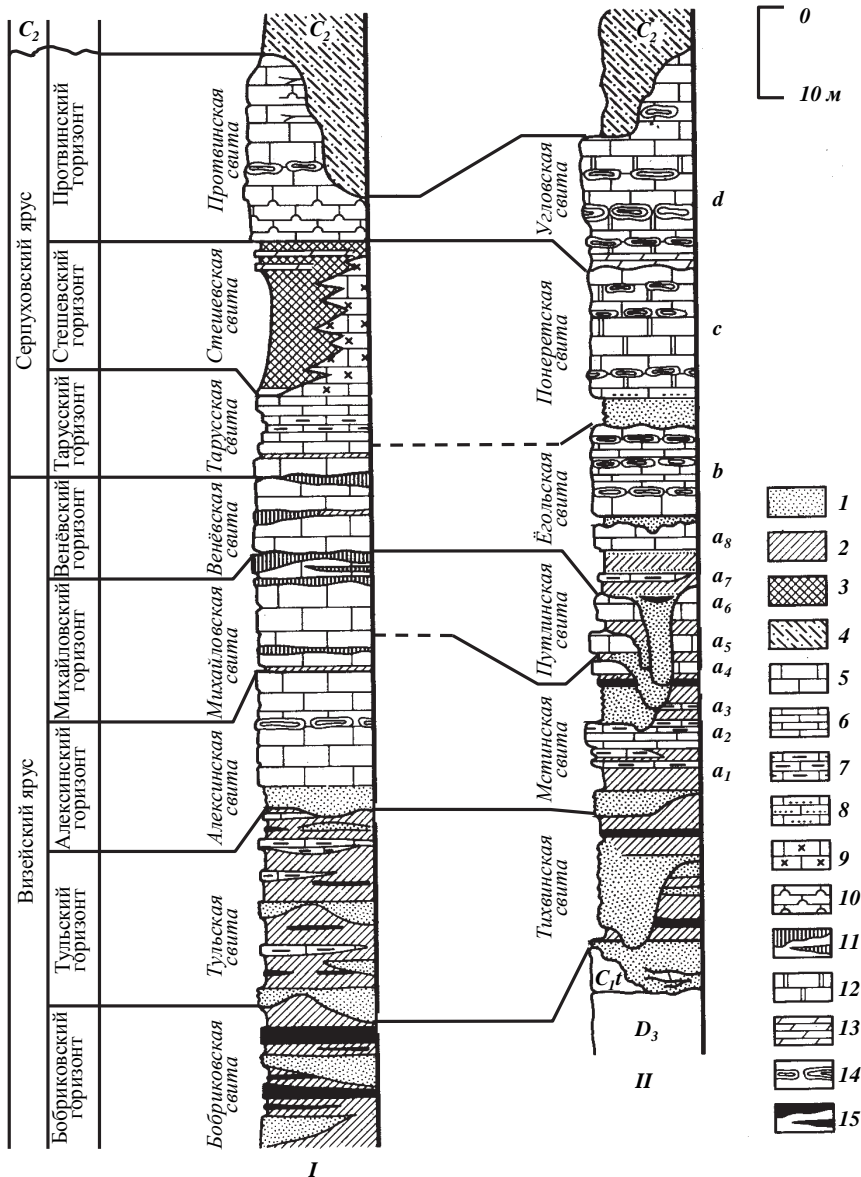 C₂
C₂
C₂
0
10 м
Серпуховский ярус
Визейский ярус
Протвинский
горизонт
Стешевский
горизонт
Тарусский
горизонт
Венёвский
горизонт
Михайловский
горизонт
Алексинский
горизонт
Тульский
горизонт
Бобриковский
горизонт
Протвинская
свита
Стешевская
свита
Тарусская
свита
Венёвская
свита
Михайловская
свита
Алексинская
свита
Тульская
свита
Бобриковская
свита
I
Угловская
свита
Понеретская
свита
Ёгольская
свита
Путлинская
свита
Мстинская
свита
Тихвинская
свита
C₁t
D₃
II
d
c
b
a₈
a₇
a₆
a₅
a₄
a₃
a₂
a₁
1
2
3
4
5
6
7
8
9
10
11
12
13
14
15